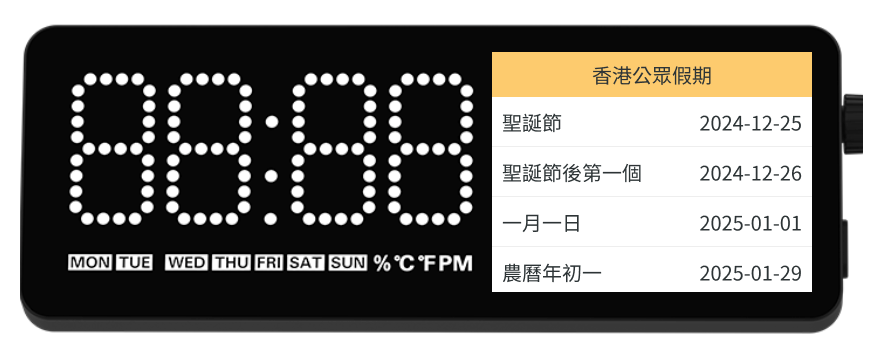 88:88
MON TUE WED THU FRI SAT SUN % °C °F PM
香港公眾假期
聖誕節 2024-12-25
聖誕節後第一個 2024-12-26
一月一日 2025-01-01
農曆年初一 2025-01-29